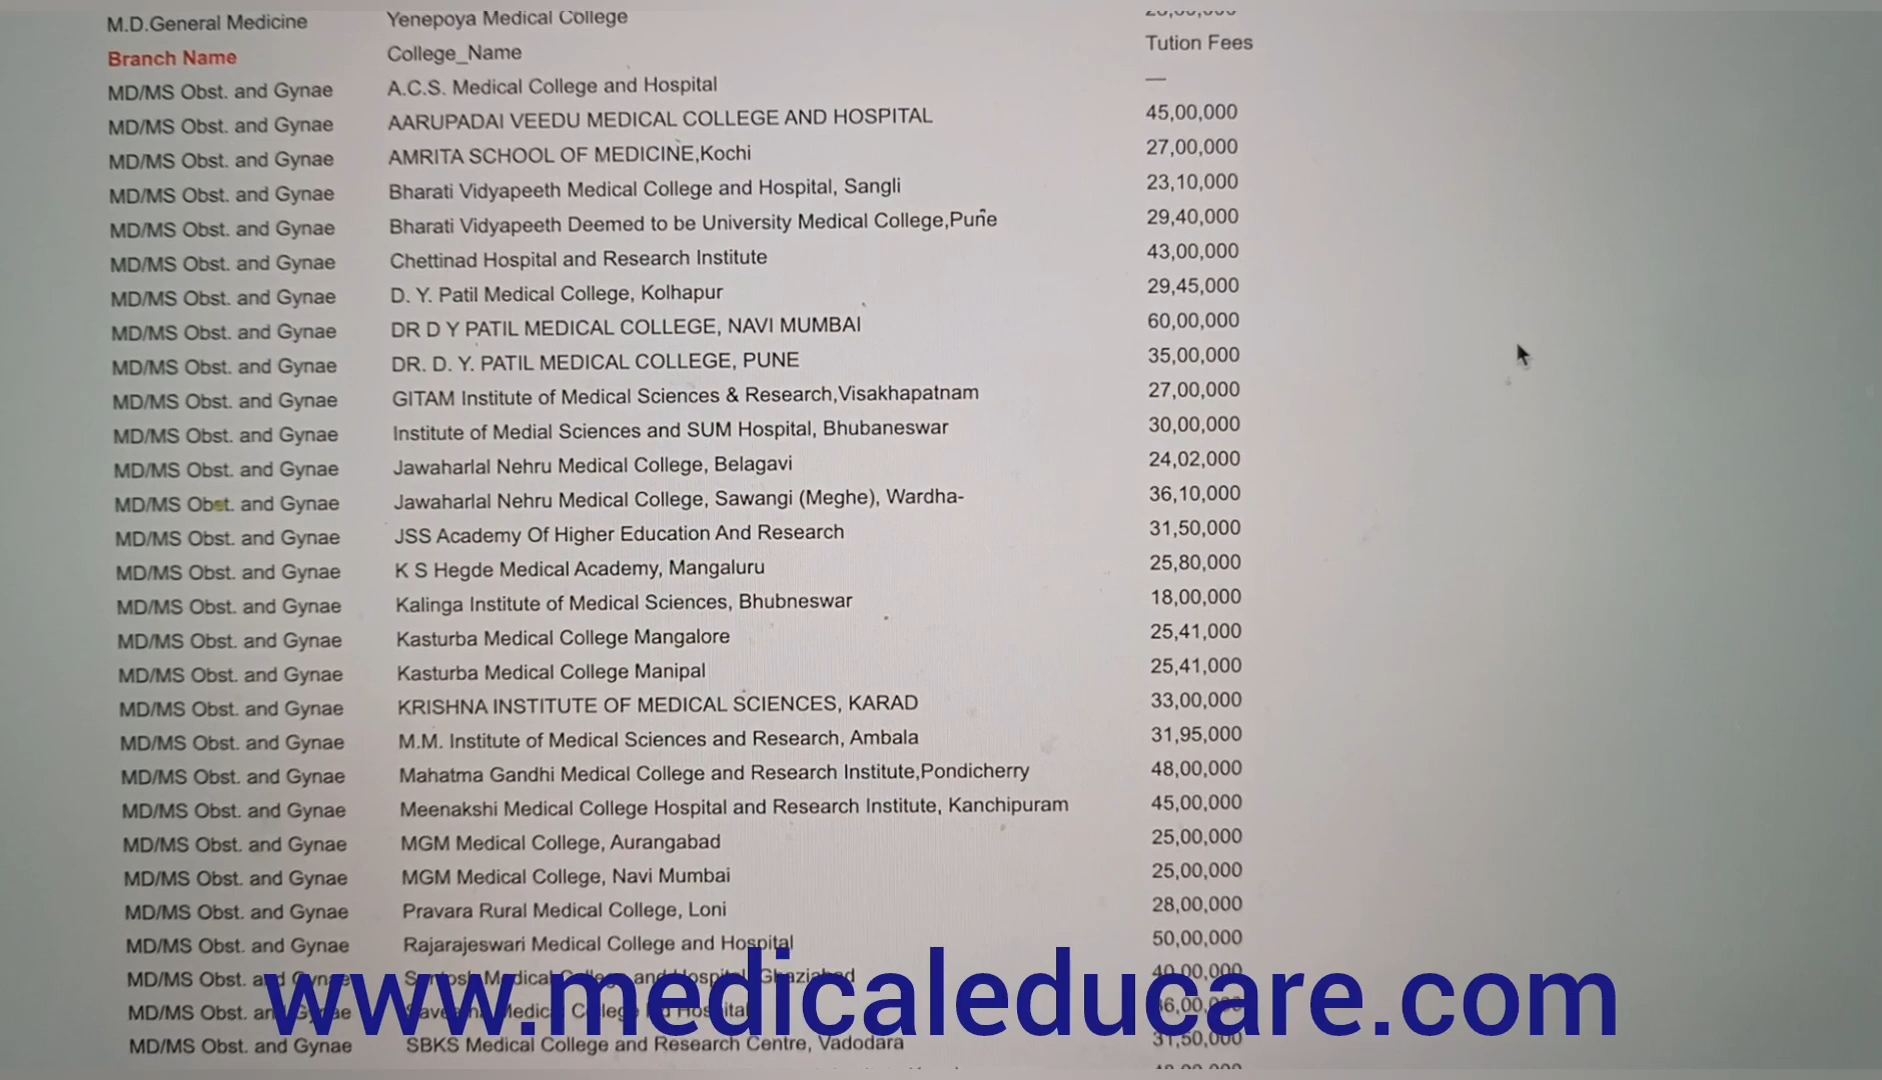 M.D.General Medicine Yenepoya Medical College
Branch Name College_Name Tution Fees
MD/MS Obst. and Gynae A.C.S. Medical College and Hospital —
MD/MS Obst. and Gynae AARUPADAI VEEDU MEDICAL COLLEGE AND HOSPITAL 45,00,000
MD/MS Obst. and Gynae AMRITA SCHOOL OF MEDICINE,Kochi 27,00,000
MD/MS Obst. and Gynae Bharati Vidyapeeth Medical College and Hospital, Sangli 23,10,000
MD/MS Obst. and Gynae Bharati Vidyapeeth Deemed to be University Medical College,Pune 29,40,000
MD/MS Obst. and Gynae Chettinad Hospital and Research Institute 43,00,000
MD/MS Obst. and Gynae D. Y. Patil Medical College, Kolhapur 29,45,000
MD/MS Obst. and Gynae DR D Y PATIL MEDICAL COLLEGE, NAVI MUMBAI 60,00,000
MD/MS Obst. and Gynae DR. D. Y. PATIL MEDICAL COLLEGE, PUNE 35,00,000
MD/MS Obst. and Gynae GITAM Institute of Medical Sciences & Research,Visakhapatnam 27,00,000
MD/MS Obst. and Gynae Institute of Medial Sciences and SUM Hospital, Bhubaneswar 30,00,000
MD/MS Obst. and Gynae Jawaharlal Nehru Medical College, Belagavi 24,02,000
MD/MS Obst. and Gynae Jawaharlal Nehru Medical College, Sawangi (Meghe), Wardha- 36,10,000
MD/MS Obst. and Gynae JSS Academy Of Higher Education And Research 31,50,000
MD/MS Obst. and Gynae K S Hegde Medical Academy, Mangaluru 25,80,000
MD/MS Obst. and Gynae Kalinga Institute of Medical Sciences, Bhubneswar 18,00,000
MD/MS Obst. and Gynae Kasturba Medical College Mangalore 25,41,000
MD/MS Obst. and Gynae Kasturba Medical College Manipal 25,41,000
MD/MS Obst. and Gynae KRISHNA INSTITUTE OF MEDICAL SCIENCES, KARAD 33,00,000
MD/MS Obst. and Gynae M.M. Institute of Medical Sciences and Research, Ambala 31,95,000
MD/MS Obst. and Gynae Mahatma Gandhi Medical College and Research Institute,Pondicherry 48,00,000
MD/MS Obst. and Gynae Meenakshi Medical College Hospital and Research Institute, Kanchipuram 45,00,000
MD/MS Obst. and Gynae MGM Medical College, Aurangabad 25,00,000
MD/MS Obst. and Gynae MGM Medical College, Navi Mumbai 25,00,000
MD/MS Obst. and Gynae Pravara Rural Medical College, Loni 28,00,000
MD/MS Obst. and Gynae Rajarajeswari Medical College and Hospital 50,00,000
MD/MS Obst. and Gynae Santosh Medical College and Hospital, Ghaziabad 40,00,000
MD/MS Obst. and Gynae Medical College Hospital
MD/MS Obst. and Gynae SBKS Medical College and Research Centre, Vadodara 31,50,000
www.medicaleducare.com